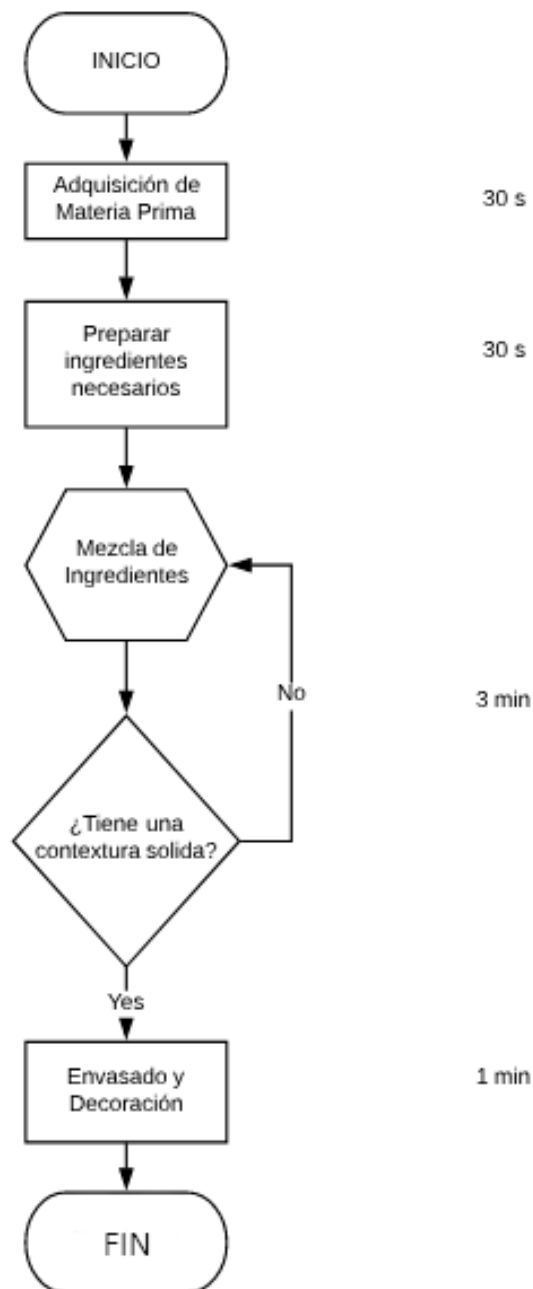 INICIO
Adquisición de
Materia Prima
30 s
Preparar
ingredientes
necesarios
30 s
Mezcla de
Ingredientes
No
3 min
¿Tiene una
contextura solida?
Yes
Envasado y
Decoración
1 min
FIN